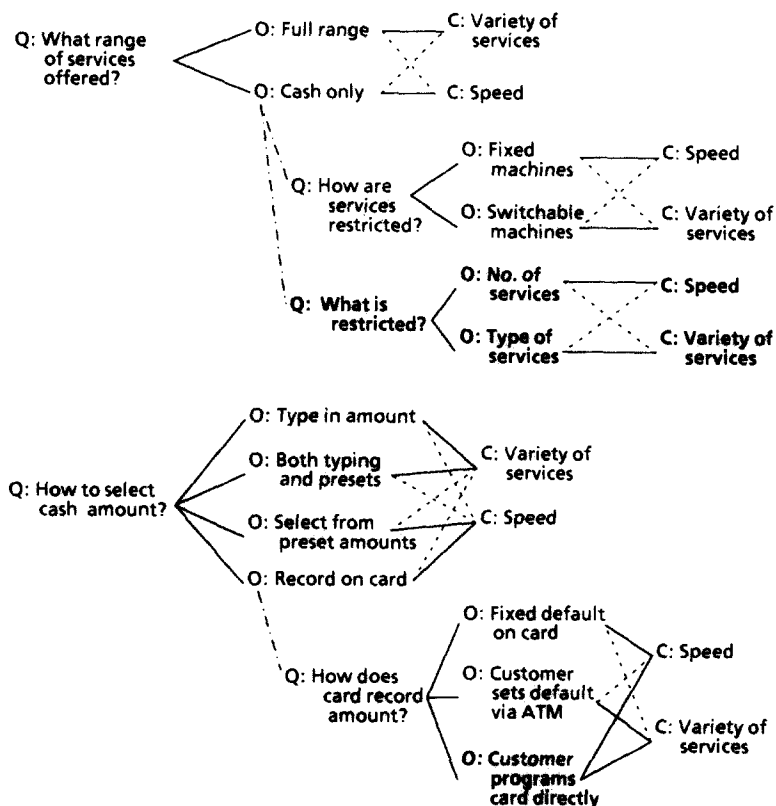 Q: What range
of services
offered?
O: Full range
O: Cash only
C: Variety of
services
C: Speed
Q: How are
services
restricted?
O: Fixed
machines
O: Switchable
machines
C: Speed
C: Variety of
services
Q: What is
restricted?
O: No. of
services
O: Type of
services
C: Speed
C: Variety of
services
Q: How to select
cash amount?
O: Type in amount
O: Both typing
and presets
O: Select from
preset amounts
O: Record on card
C: Variety of
services
C: Speed
Q: How does
card record
amount?
O: Fixed default
on card
O: Customer
sets default
via ATM
O: Customer
programs
card directly
C: Speed
C: Variety of
services